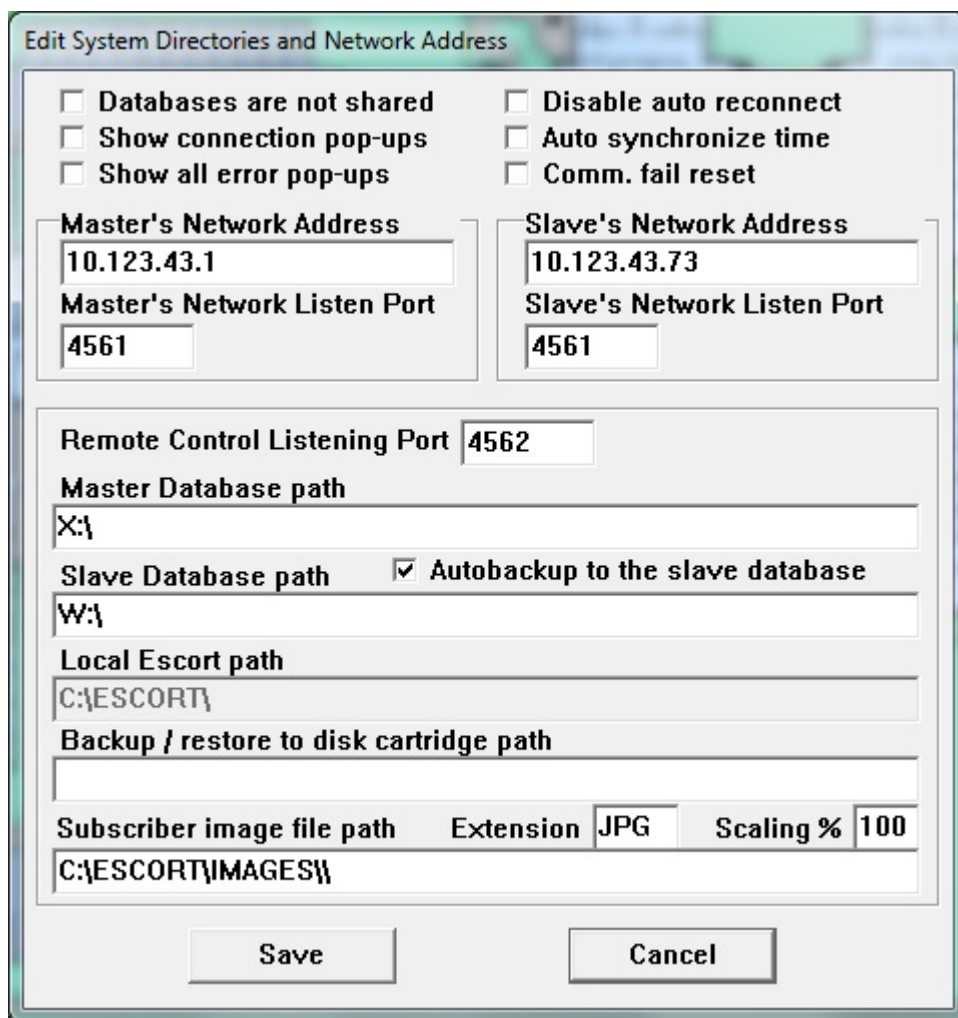 Edit System Directories and Network Address
Databases are not shared
Disable auto reconnect
Show connection pop-ups
Auto synchronize time
Show all error pop-ups
Comm. fail reset
Master's Network Address
Slave's Network Address
10.123.43.1
10.123.43.73
Master's Network Listen Port
Slave's Network Listen Port
4561
4561
Remote Control Listening Port 4562
Master Database path
X:\
Slave Database path
Autobackup to the slave database
W:\
Local Escort path
C:\ESCORT\
Backup / restore to disk cartridge path
Subscriber image file path Extension JPG Scaling % 100
C:\ESCORT\IMAGES\\
Save
Cancel